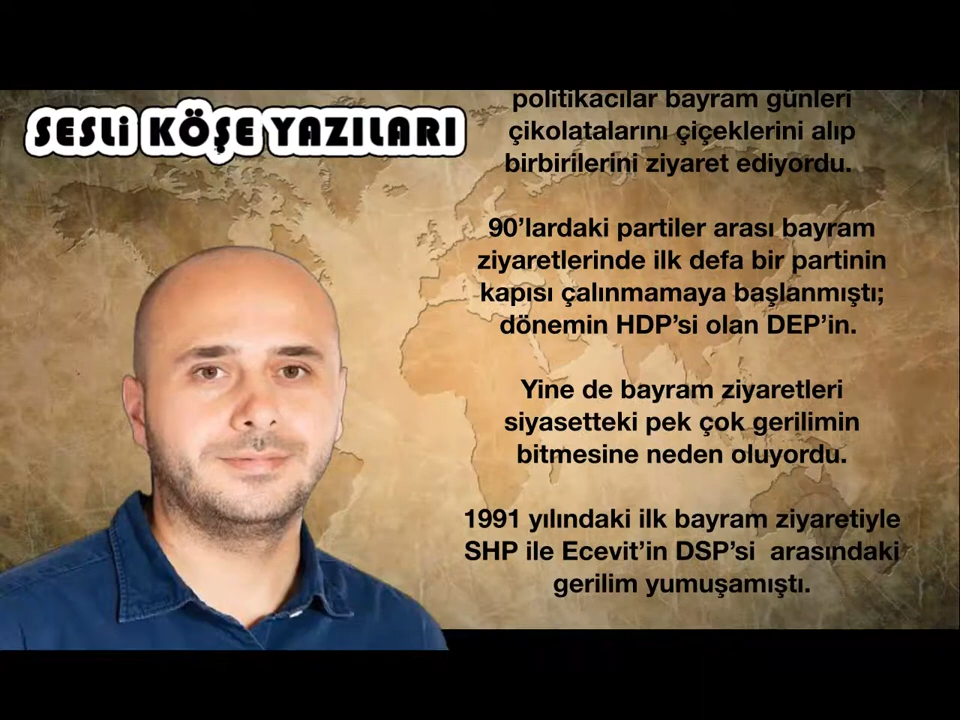 SESLİ KÖŞE YAZILARI
politikacılar bayram günleri
çikolatalarını çiçeklerini alıp
birbirilerini ziyaret ediyordu.
90’lardaki partiler arası bayram
ziyaretlerinde ilk defa bir partinin
kapısı çalınmamaya başlanmıştı;
dönemin HDP’si olan DEP’in.
Yine de bayram ziyaretleri
siyasetteki pek çok gerilimin
bitmesine neden oluyordu.
1991 yılındaki ilk bayram ziyaretiyle
SHP ile Ecevit’in DSP’si  arasındaki
gerilim yumuşamıştı.